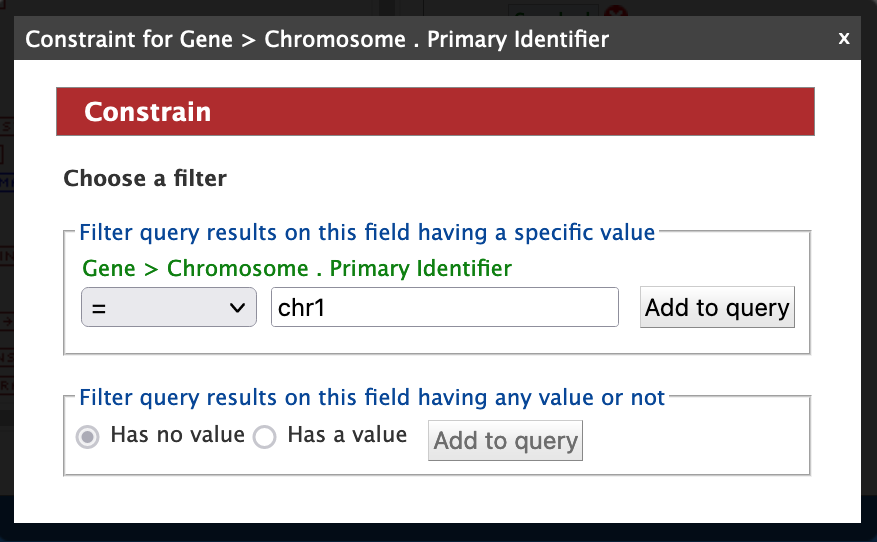 Constraint for Gene > Chromosome . Primary Identifier x
Constrain
Choose a filter
Filter query results on this field having a specific value
Gene > Chromosome . Primary Identifier
= chr1 Add to query
Filter query results on this field having any value or not
Has no value Has a value Add to query